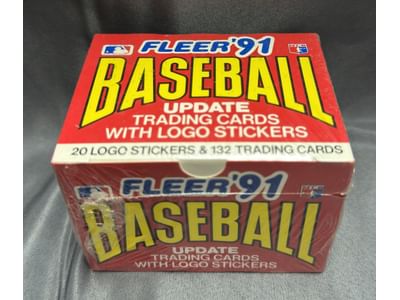 FLEER '91
BASEBALL
UPDATE
TRADING CARDS
WITH LOGO STICKERS
20 LOGO STICKERS & 132 TRADING CARDS
FLEER '91
BASEBALL
UPDATE
TRADING CARDS
WITH LOGO STICKERS